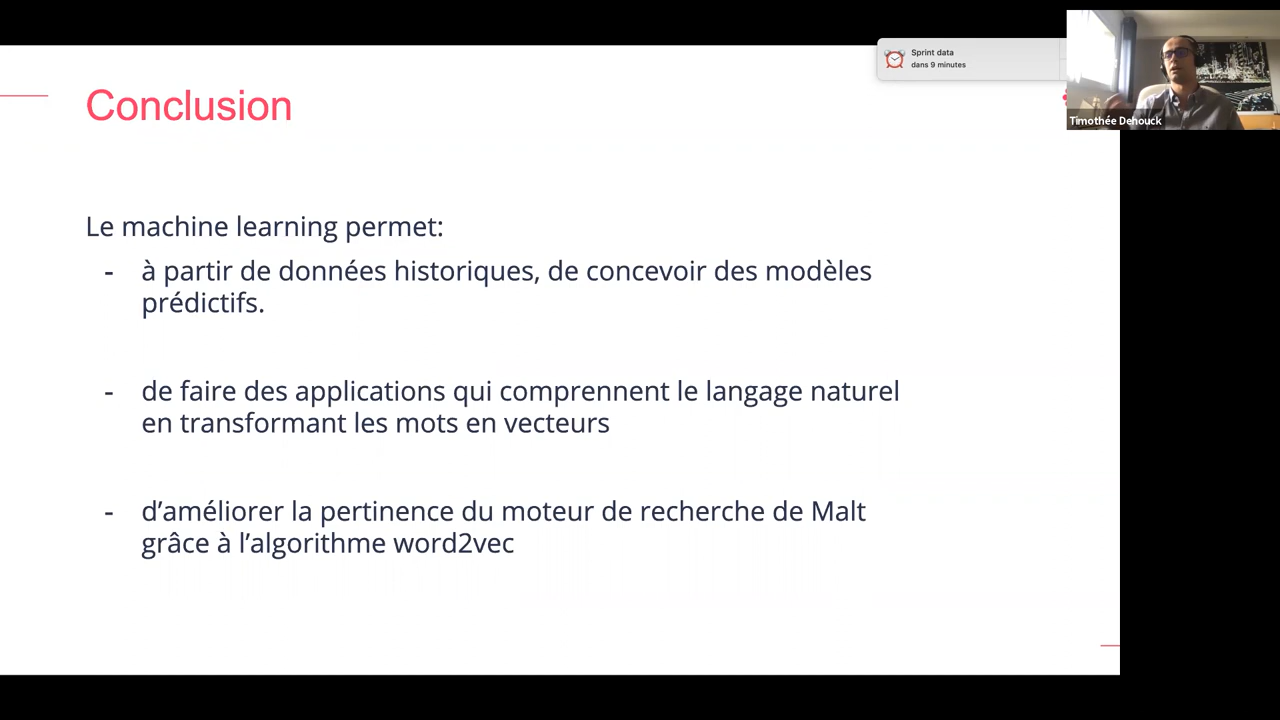 Sprint data
dans 9 minutes
Conclusion
Timothée Dehouck
Le machine learning permet:
- à partir de données historiques, de concevoir des modèles
prédictifs.
- de faire des applications qui comprennent le langage naturel
en transformant les mots en vecteurs
- d’améliorer la pertinence du moteur de recherche de Malt
grâce à l’algorithme word2vec